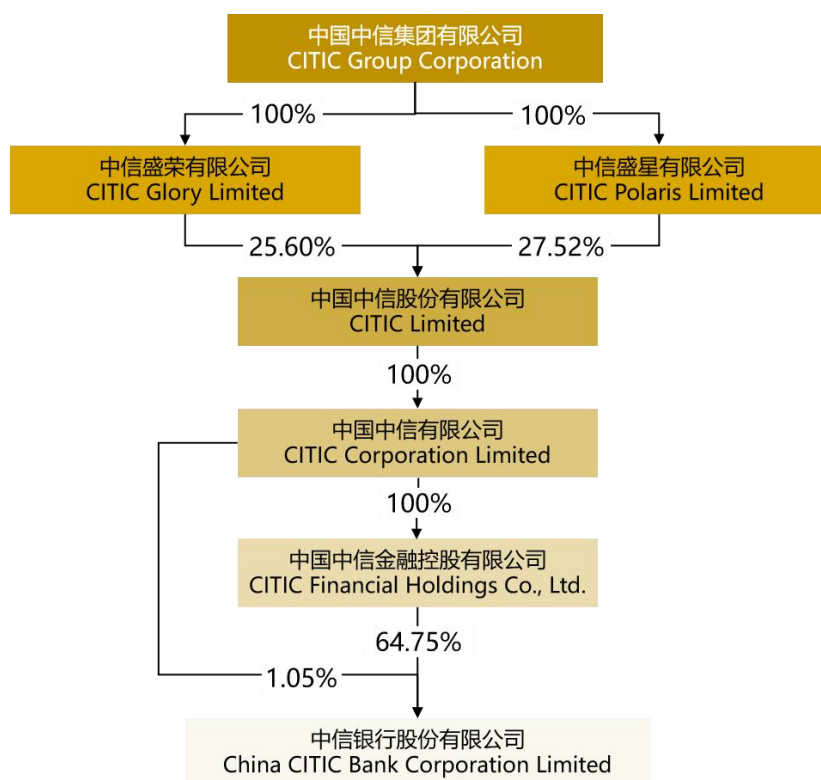 中国中信集团有限公司
CITIC Group Corporation
100%
100%
中信盛荣有限公司
CITIC Glory Limited
中信盛星有限公司
CITIC Polaris Limited
25.60%
27.52%
中国中信股份有限公司
CITIC Limited
100%
中国中信有限公司
CITIC Corporation Limited
100%
中国中信金融控股有限公司
CITIC Financial Holdings Co., Ltd.
64.75%
1.05%
中信银行股份有限公司
China CITIC Bank Corporation Limited